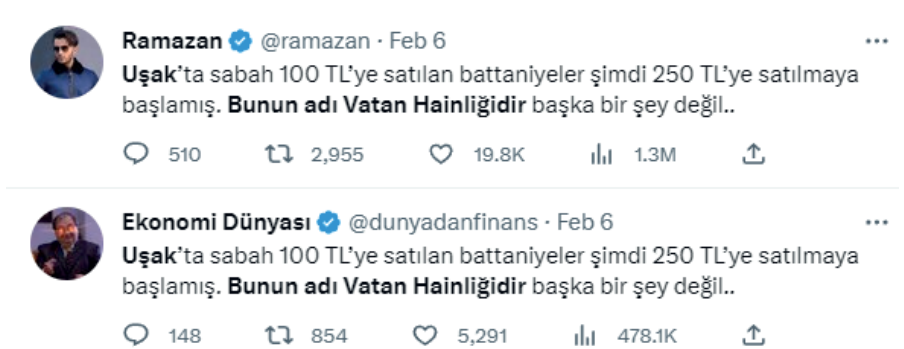 Ramazan @ramazan · Feb 6
Uşak’ta sabah 100 TL’ye satılan battaniyeler şimdi 250 TL’ye satılmaya
başlamış. Bunun adı Vatan Hainliğidir başka bir şey değil..
510 2,955 19.8K 1.3M
Ekonomi Dünyası @dunyadanfinans · Feb 6
Uşak’ta sabah 100 TL’ye satılan battaniyeler şimdi 250 TL’ye satılmaya
başlamış. Bunun adı Vatan Hainliğidir başka bir şey değil..
148 854 5,291 478.1K